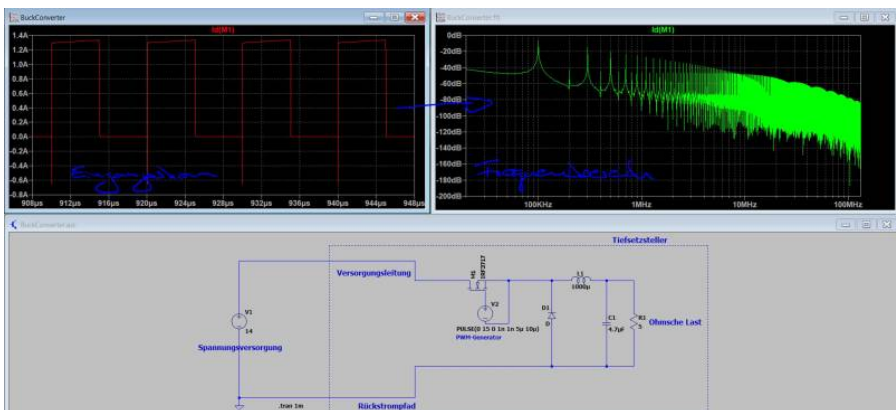 BuckConverter
Id(M1)
1.4A
1.2A
1.0A
0.8A
0.6A
0.4A
0.2A
0.0A
-0.2A
-0.4A
-0.6A
-0.8A
908µs 912µs 916µs 920µs 924µs 928µs 932µs 936µs 940µs 944µs 948µs
Eingangsstrom
Id(M1)
0dB
-20dB
-40dB
-60dB
-80dB
-100dB
-120dB
-140dB
-160dB
-180dB
-200dB
100KHz 1MHz 10MHz 100MHz
Frequenzbereich
Tiefsetzsteller
Versorgungsleitung
M1
IRF3717
V2
PULSE(0 15 0 1n 1n 5µ 10µ)
PWM-Generator
L1
1000µ
D1
D
C1
4.7µF
R1
5
Ohmsche Last
V1
14
Spannungsversorgung
.tran 1m
Rückstrompfad